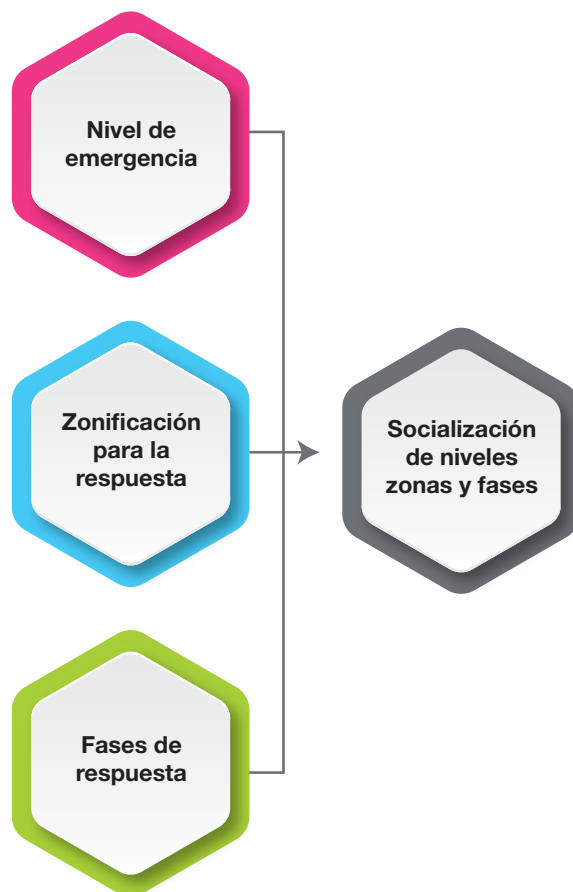 Nivel de
emergencia
Zonificación
para la
respuesta
Socialización
de niveles
zonas y fases
Fases de
respuesta